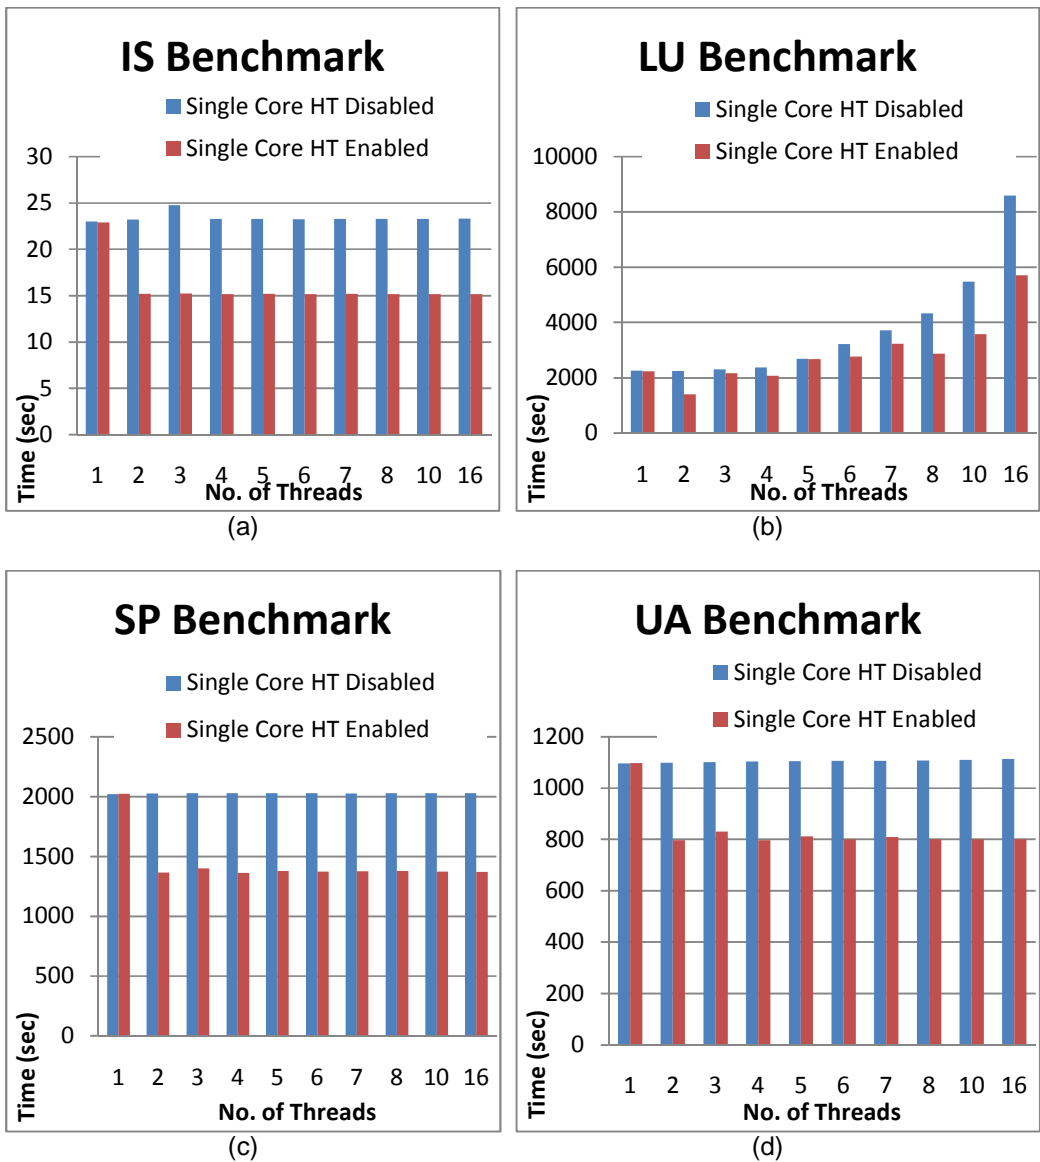 IS Benchmark
Single Core HT Disabled
Single Core HT Enabled
30
25
20
15
10
5
0
Time (sec)
1 2 3 4 5 6 7 8 10 16
No. of Threads
(a)
LU Benchmark
Single Core HT Disabled
Single Core HT Enabled
10000
8000
6000
4000
2000
0
Time (sec)
1 2 3 4 5 6 7 8 10 16
No. of Threads
(b)
SP Benchmark
Single Core HT Disabled
Single Core HT Enabled
2500
2000
1500
1000
500
0
Time (sec)
1 2 3 4 5 6 7 8 10 16
No. of Threads
(c)
UA Benchmark
Single Core HT Disabled
Single Core HT Enabled
1200
1000
800
600
400
200
0
Time (sec)
1 2 3 4 5 6 7 8 10 16
No. of Threads
(d)